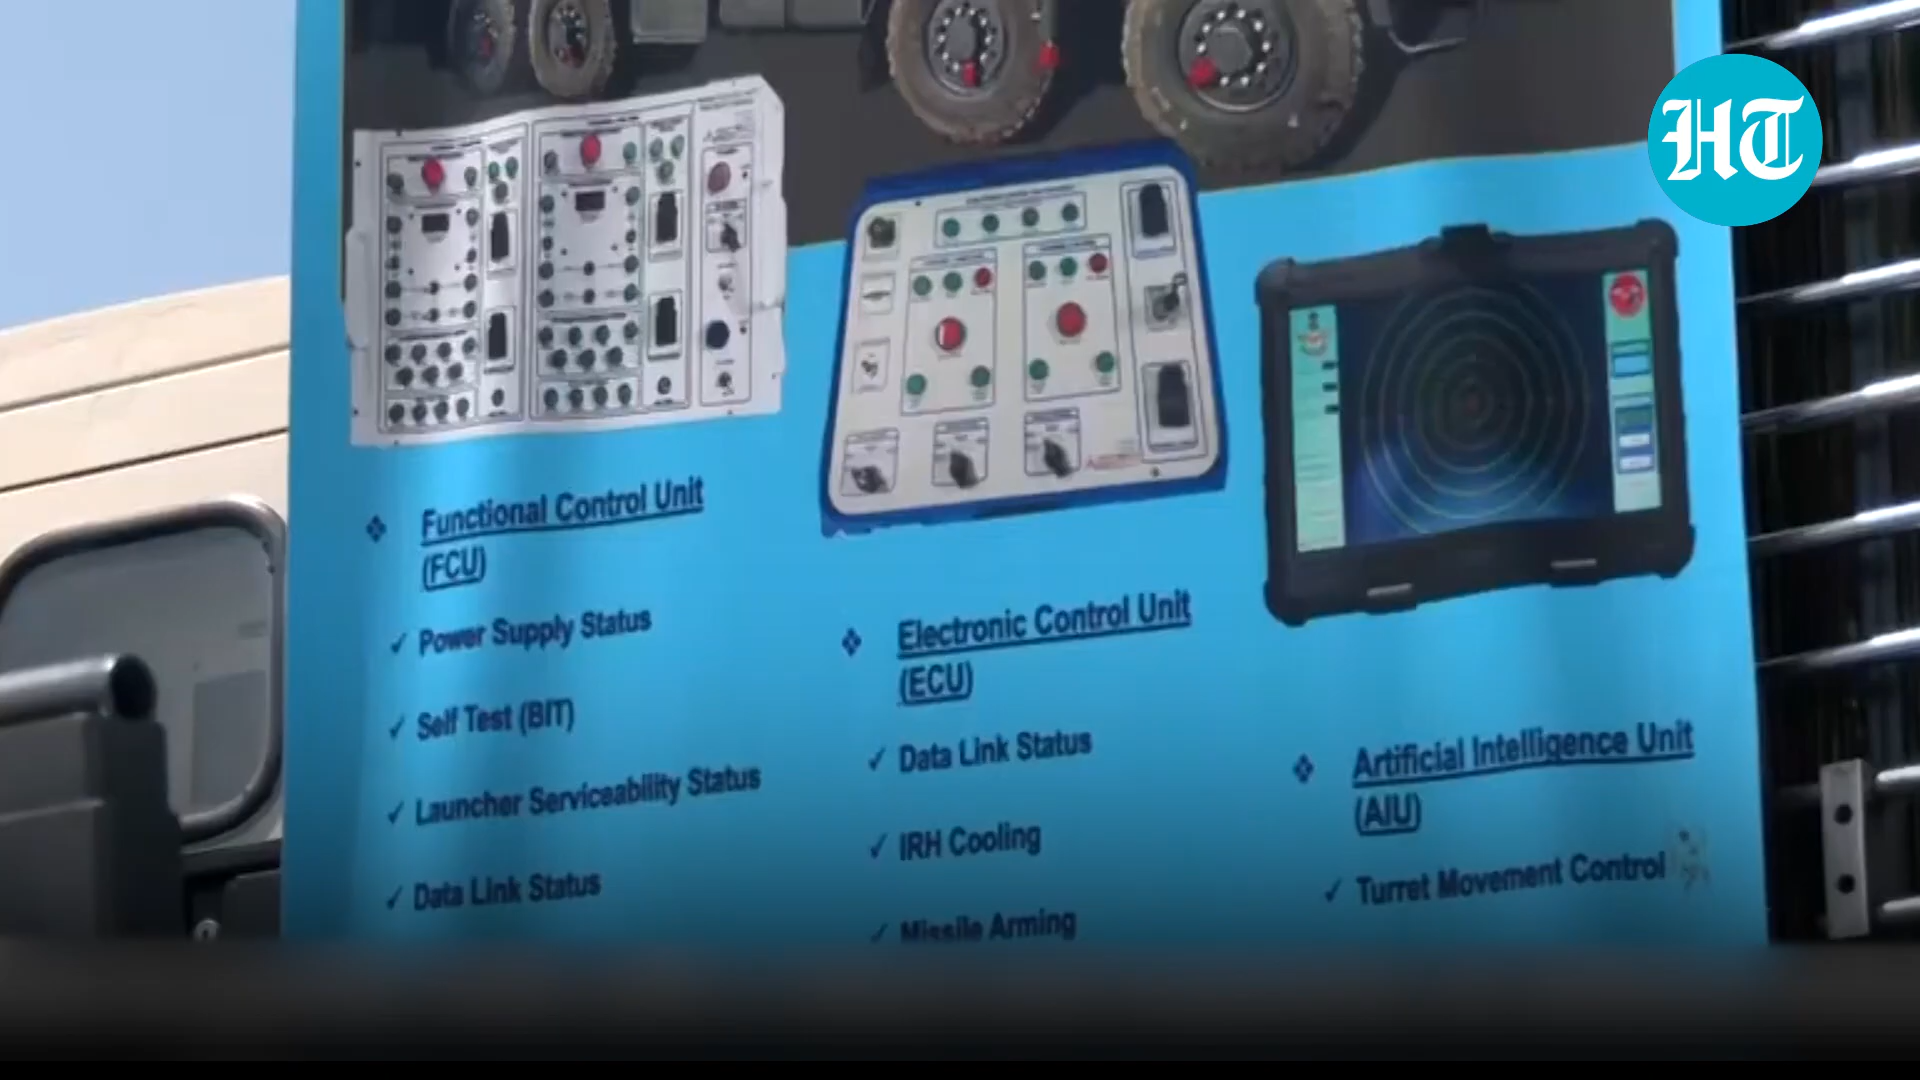 HT
Functional Control Unit
(FCU)
Power Supply Status
Self Test (BIT)
Launcher Serviceability Status
Data Link Status
Electronic Control Unit
(ECU)
Data Link Status
IRH Cooling
Missile Arming
Artificial Intelligence Unit
(AIU)
Turret Movement Control